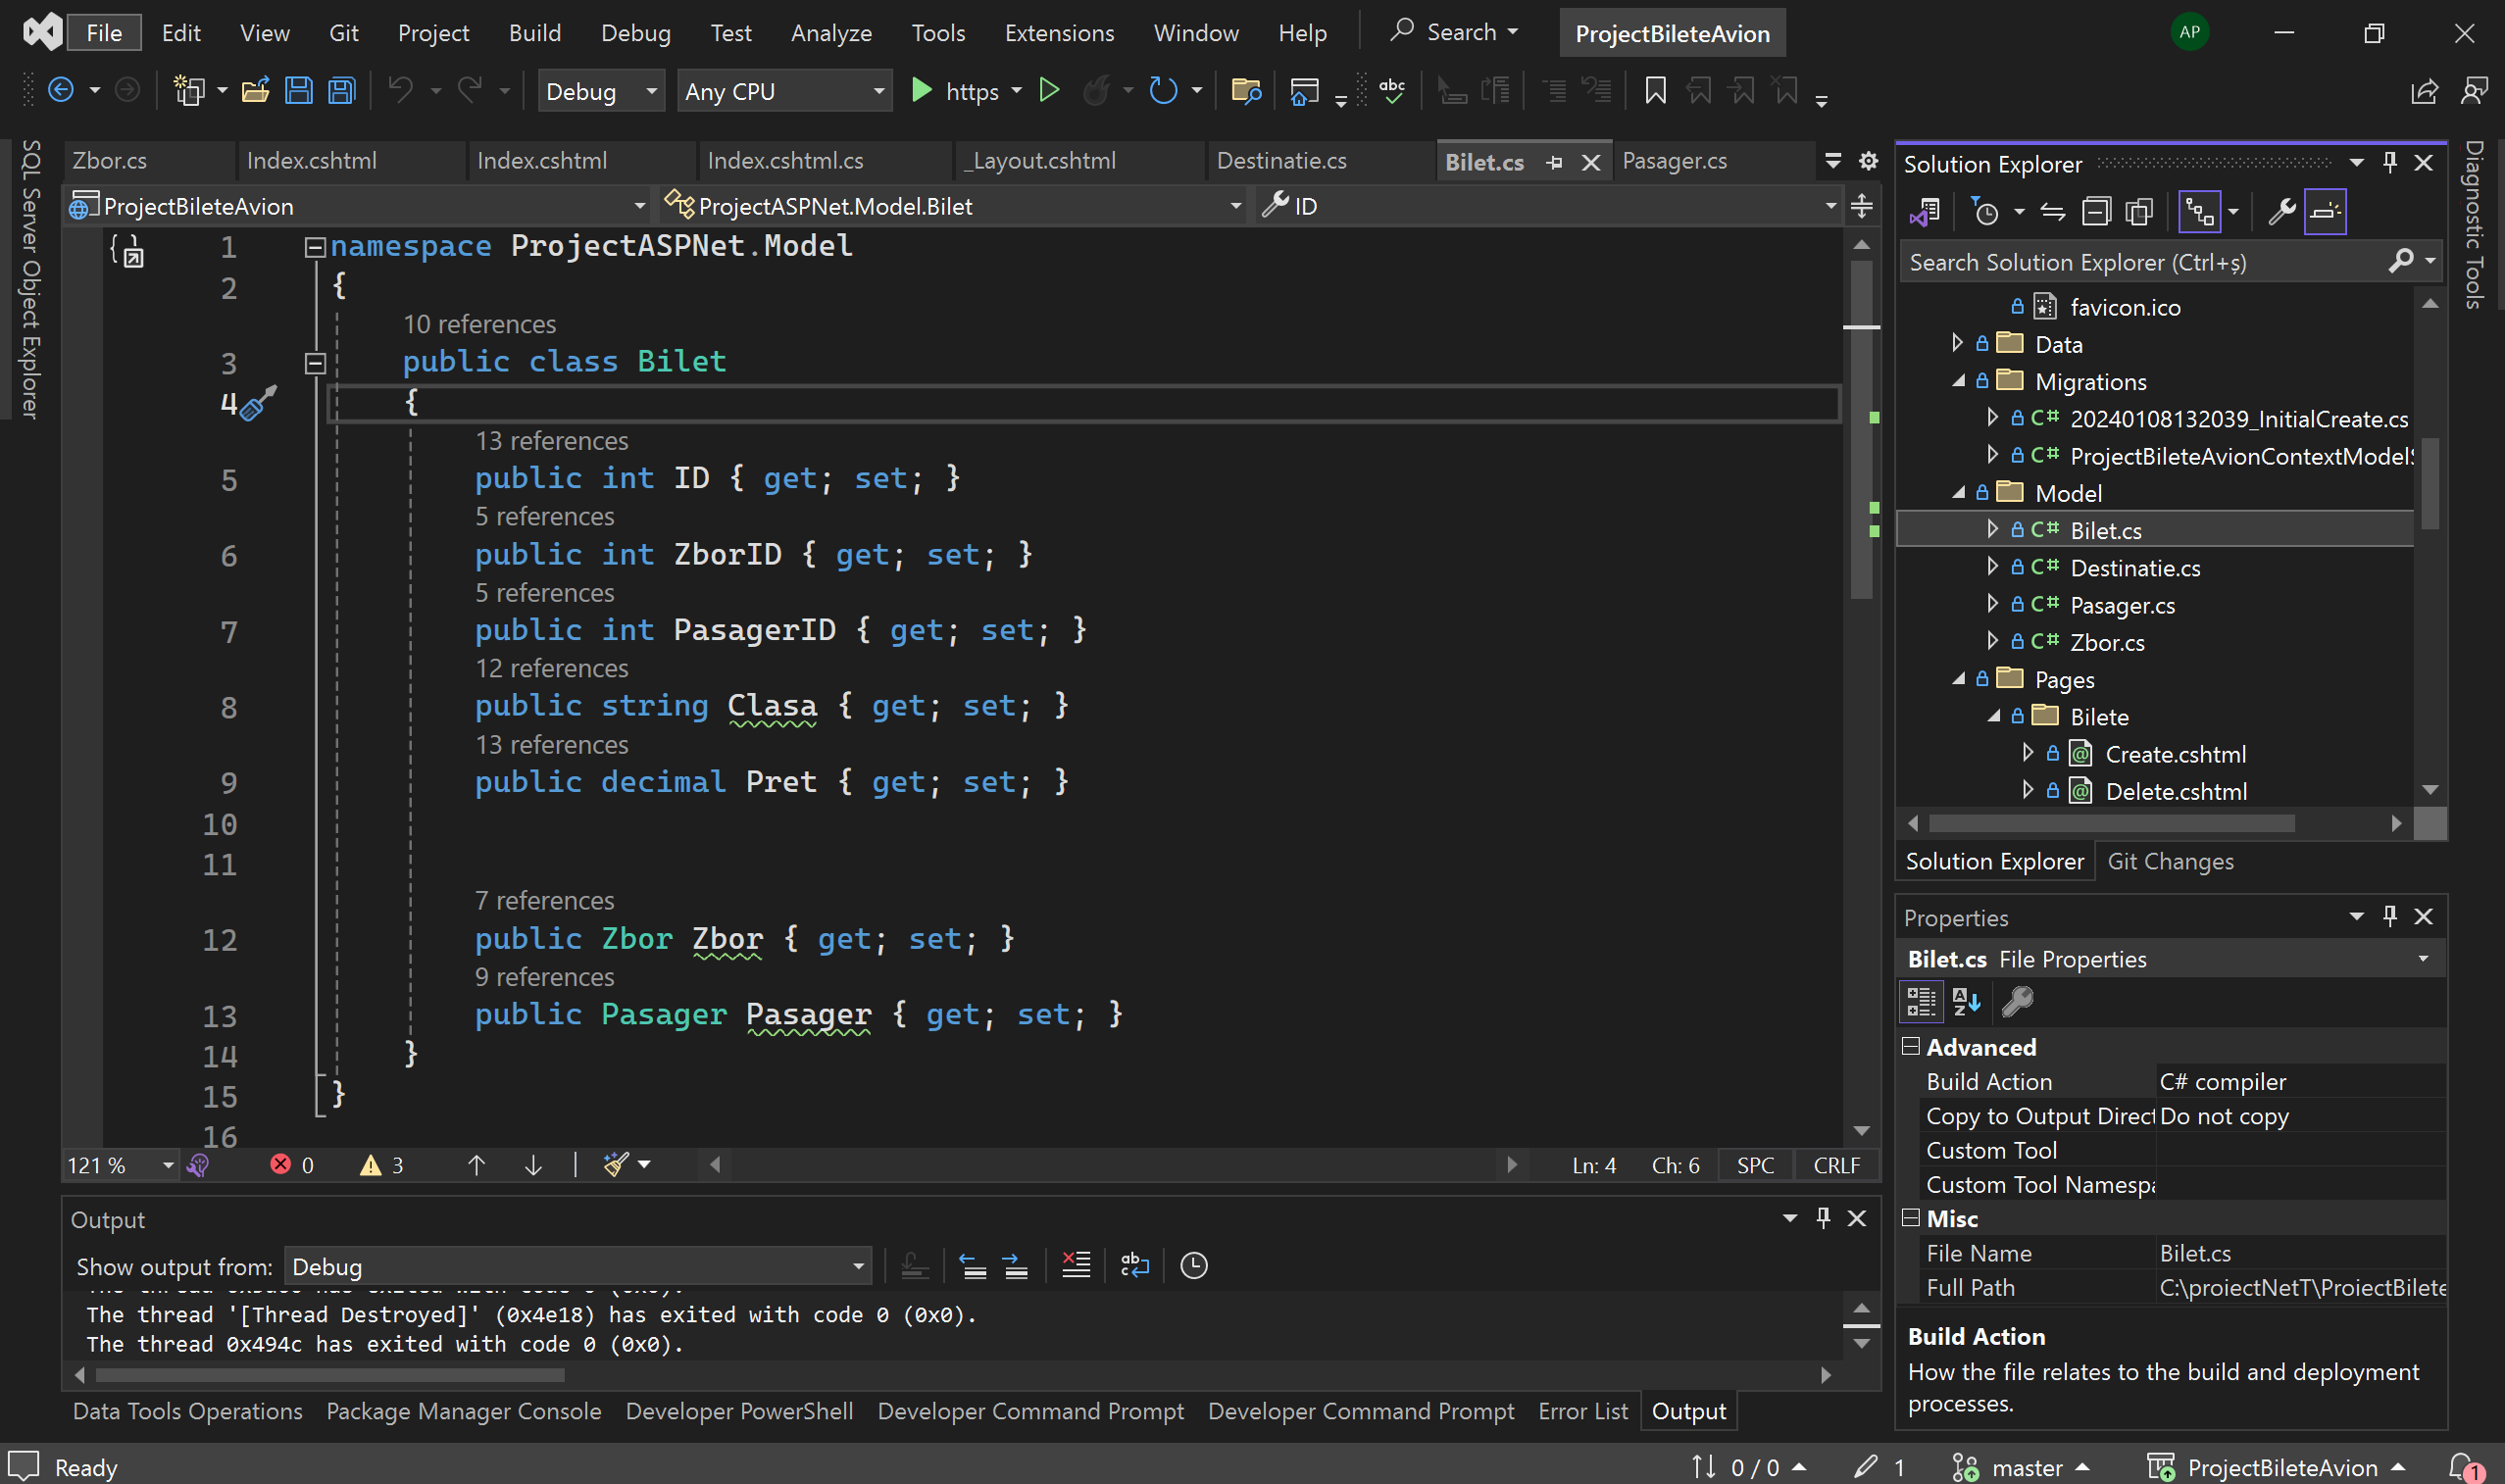 File Edit View Git Project Build Debug Test Analyze Tools Extensions Window Help Search ProjectBileteAvion AP
Debug Any CPU https abc
SQL Server Object Explorer
Zbor.cs Index.cshtml Index.cshtml Index.cshtml.cs _Layout.cshtml Destinatie.cs Bilet.cs Pasager.cs
ProjectBileteAvion ProjectASPNet.Model.Bilet ID
1 namespace ProjectASPNet.Model
2 {
10 references
3 public class Bilet
4 {
13 references
5 public int ID { get; set; }
5 references
6 public int ZborID { get; set; }
5 references
7 public int PasagerID { get; set; }
12 references
8 public string Clasa { get; set; }
13 references
9 public decimal Pret { get; set; }
10
11
7 references
12 public Zbor Zbor { get; set; }
9 references
13 public Pasager Pasager { get; set; }
14 }
15 }
16
121 % 0 3 Ln: 4 Ch: 6 SPC CRLF
Output
Show output from: Debug
The thread '[Thread Destroyed]' (0x4e18) has exited with code 0 (0x0).
The thread 0x494c has exited with code 0 (0x0).
Data Tools Operations Package Manager Console Developer PowerShell Developer Command Prompt Developer Command Prompt Error List Output
Solution Explorer
Search Solution Explorer (Ctrl+ș)
favicon.ico
Data
Migrations
C# 20240108132039_InitialCreate.cs
C# ProjectBileteAvionContextModelS
Model
C# Bilet.cs
C# Destinatie.cs
C# Pasager.cs
C# Zbor.cs
Pages
Bilete
Create.cshtml
Delete.cshtml
Solution Explorer Git Changes
Properties
Bilet.cs File Properties
Advanced
Build Action C# compiler
Copy to Output Direct Do not copy
Custom Tool
Custom Tool Namespa
Misc
File Name Bilet.cs
Full Path C:\proiectNetT\ProjectBilete
Build Action
How the file relates to the build and deployment
processes.
Diagnostic Tools
Ready 0 / 0 1 master ProjectBileteAvion 1